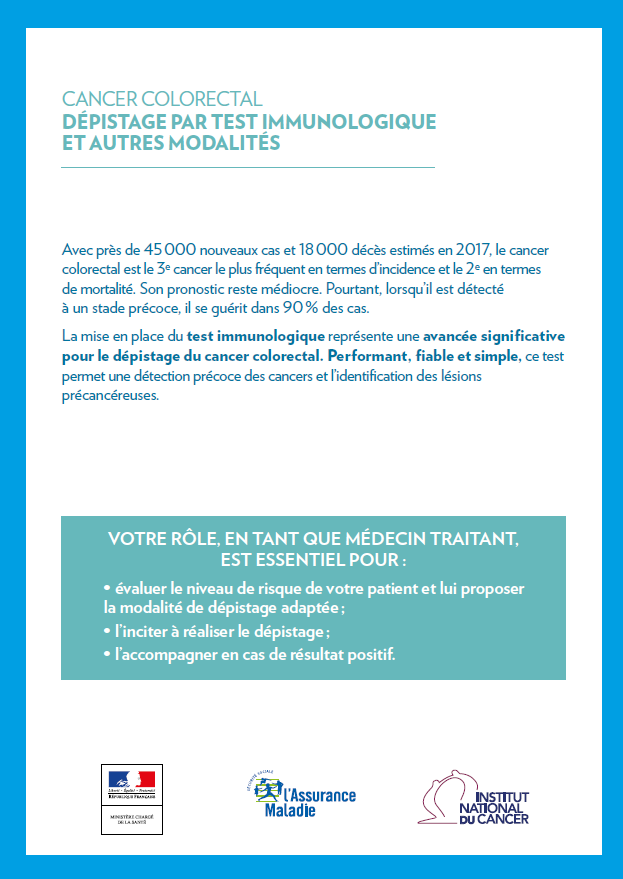 CANCER COLORECTAL
DÉPISTAGE PAR TEST IMMUNOLOGIQUE
ET AUTRES MODALITÉS
Avec près de 45 000 nouveaux cas et 18 000 décès estimés en 2017, le cancer
colorectal est le 3e cancer le plus fréquent en termes d’incidence et le 2e en termes
de mortalité. Son pronostic reste médiocre. Pourtant, lorsqu’il est détecté
à un stade précoce, il se guérit dans 90 % des cas.
La mise en place du test immunologique représente une avancée significative
pour le dépistage du cancer colorectal. Performant, fiable et simple, ce test
permet une détection précoce des cancers et l’identification des lésions
précancéreuses.
VOTRE RÔLE, EN TANT QUE MÉDECIN TRAITANT,
EST ESSENTIEL POUR :
• évaluer le niveau de risque de votre patient et lui proposer
la modalité de dépistage adaptée ;
• l’inciter à réaliser le dépistage ;
• l’accompagner en cas de résultat positif.
Liberté • Égalité • Fraternité
RÉPUBLIQUE FRANÇAISE
MINISTÈRE CHARGÉ
DE LA SANTÉ
SÉCURITÉ SOCIALE
l’Assurance
Maladie
INSTITUT
NATIONAL
DU CANCER